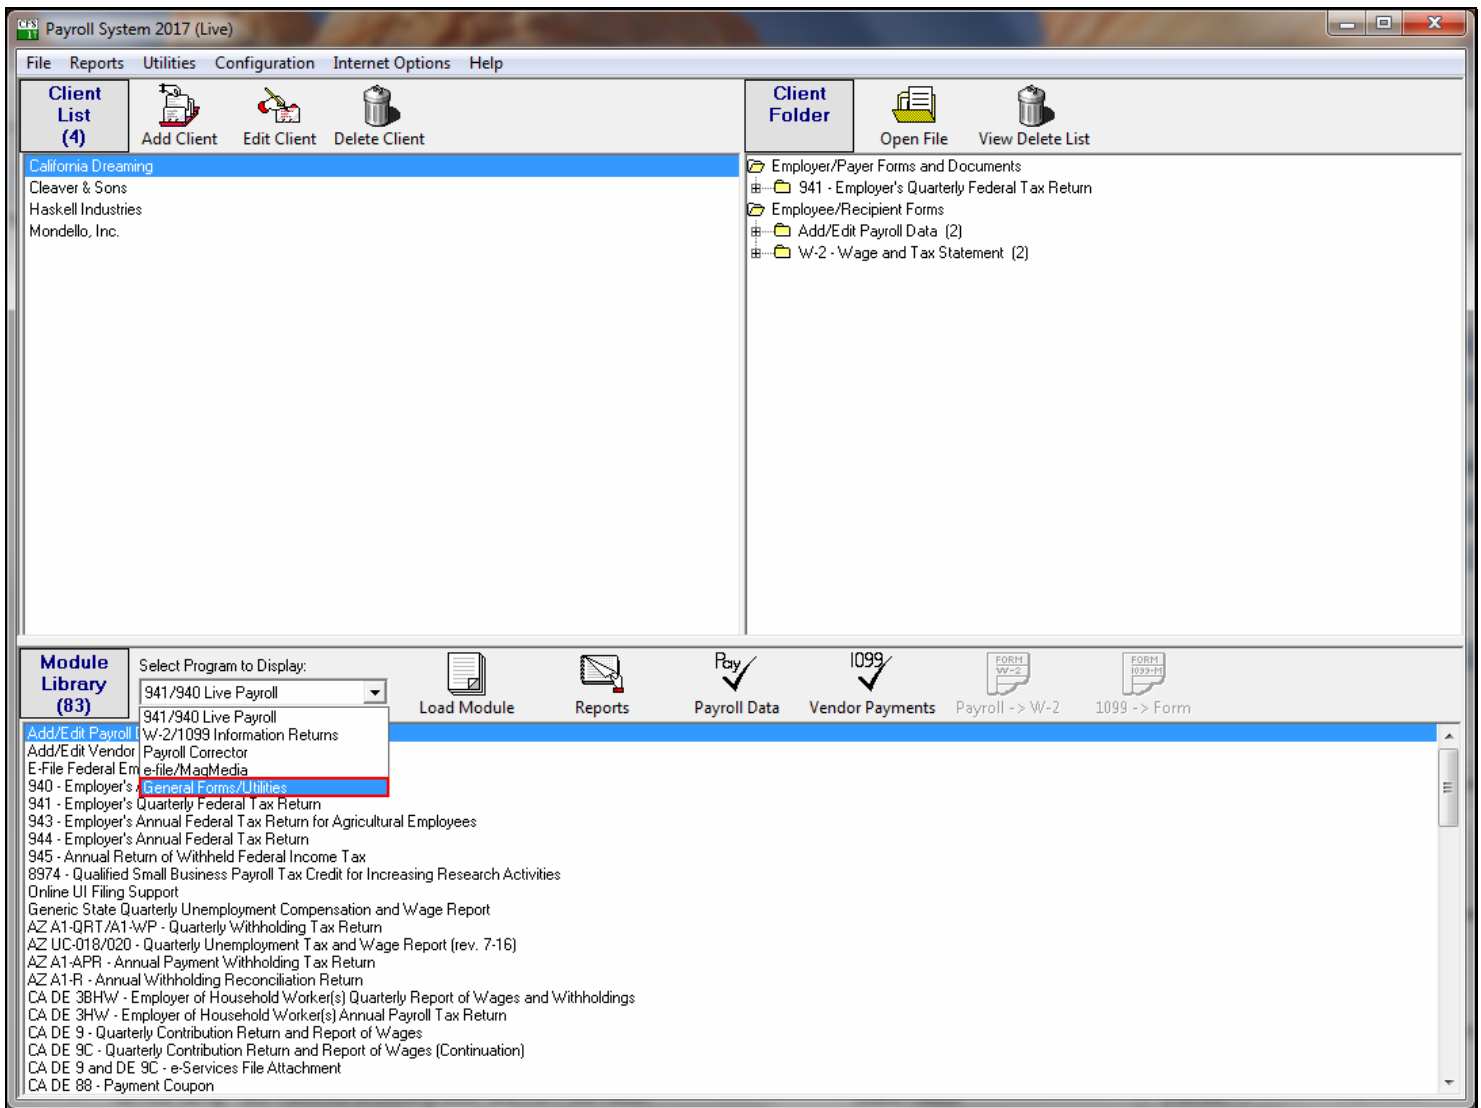 CFS
17
Payroll System 2017 (Live)
File Reports Utilities Configuration Internet Options Help
Client
List
(4)
Add Client Edit Client Delete Client
Client
Folder
Open File View Delete List
California Dreaming
Cleaver & Sons
Haskell Industries
Mondello, Inc.
Employer/Payer Forms and Documents
941 - Employer's Quarterly Federal Tax Return
Employee/Recipient Forms
Add/Edit Payroll Data (2)
W-2 - Wage and Tax Statement (2)
Module
Library
(83)
Select Program to Display:
941/940 Live Payroll
941/940 Live Payroll
W-2/1099 Information Returns
Payroll Corrector
e-file/MagMedia
General Forms/Utilities
Load Module
Reports
Pay
Payroll Data
1099
Vendor Payments
FORM
W-2
Payroll -> W-2
FORM
1099-M
1099 -> Form
Add/Edit Payroll
Add/Edit Vendor
E-File Federal Em
940 - Employer's
941 - Employer's Quarterly Federal Tax Return
943 - Employer's Annual Federal Tax Return for Agricultural Employees
944 - Employer's Annual Federal Tax Return
945 - Annual Return of Withheld Federal Income Tax
8974 - Qualified Small Business Payroll Tax Credit for Increasing Research Activities
Online UI Filing Support
Generic State Quarterly Unemployment Compensation and Wage Report
AZ A1-QRT/A1-WP - Quarterly Withholding Tax Return
AZ UC-018/020 - Quarterly Unemployment Tax and Wage Report (rev. 7-16)
AZ A1-APR - Annual Payment Withholding Tax Return
AZ A1-R - Annual Withholding Reconciliation Return
CA DE 3BHW - Employer of Household Worker(s) Quarterly Report of Wages and Withholdings
CA DE 3HW - Employer of Household Worker(s) Annual Payroll Tax Return
CA DE 9 - Quarterly Contribution Return and Report of Wages
CA DE 9C - Quarterly Contribution Return and Report of Wages (Continuation)
CA DE 9 and DE 9C - e-Services File Attachment
CA DE 88 - Payment Coupon